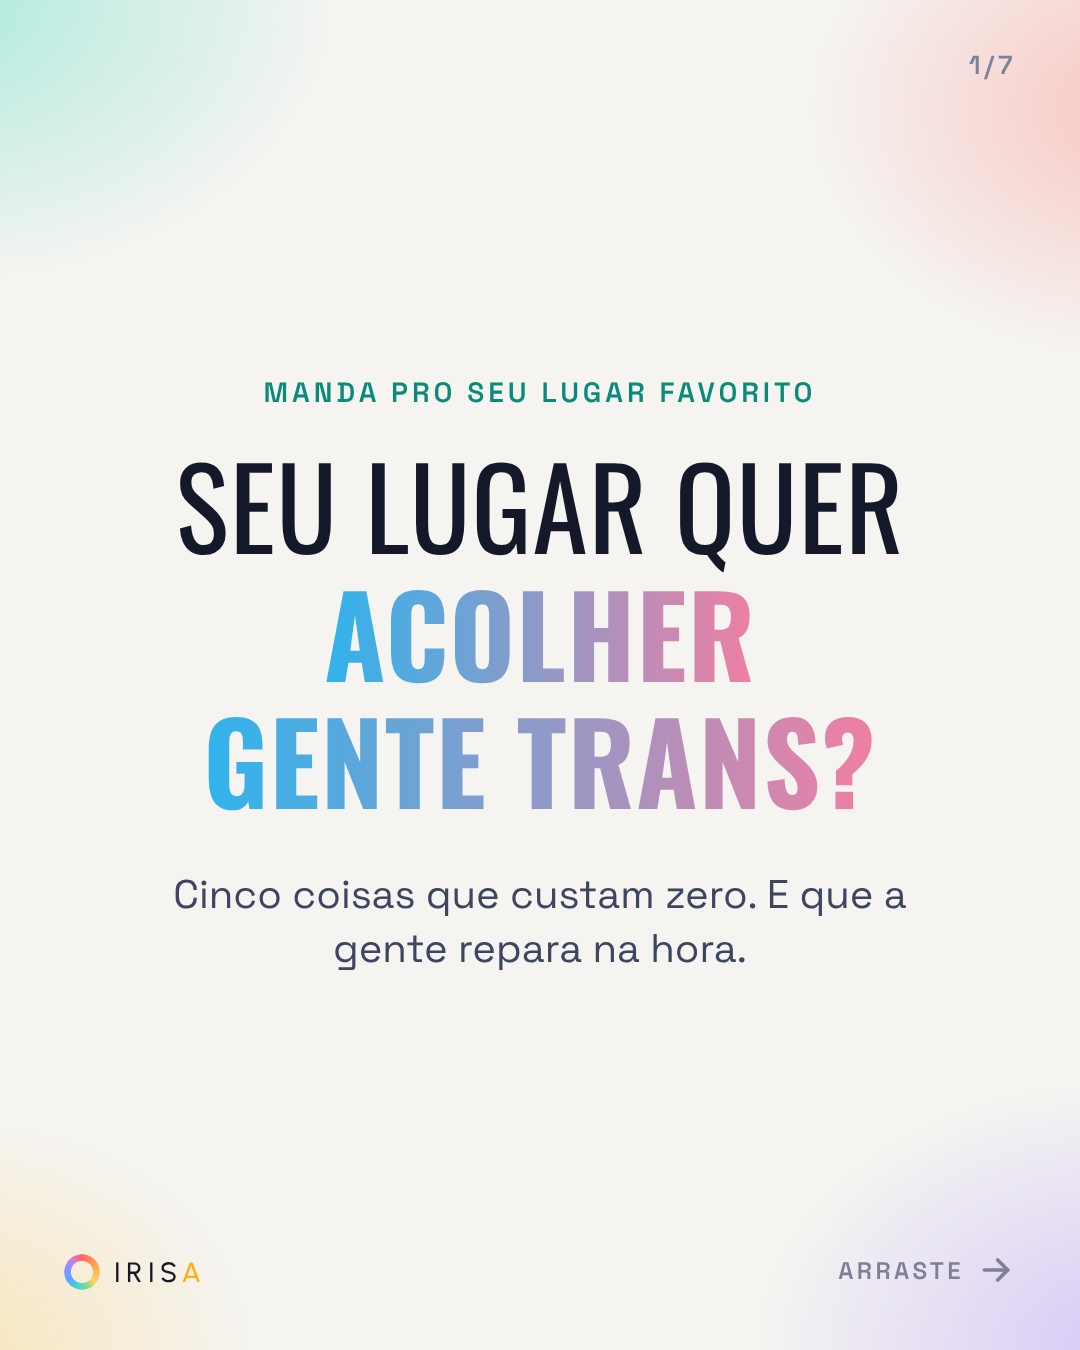 1/7
MANDA PRO SEU LUGAR FAVORITO
SEU LUGAR QUER
ACOLHER
GENTE TRANS?
Cinco coisas que custam zero. E que a
gente repara na hora.
IRISA
ARRASTE →